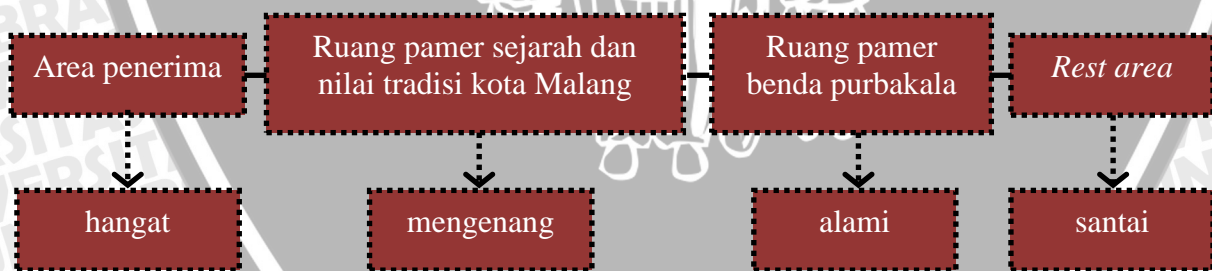 Area penerima
Ruang pamer sejarah dan
nilai tradisi kota Malang
Ruang pamer
benda purbakala
Rest area
hangat
mengenang
alami
santai